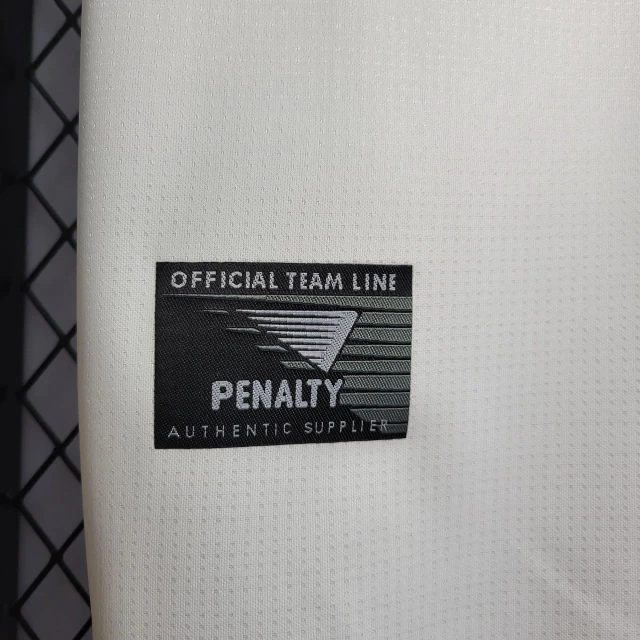 OFFICIAL TEAM LINE
PENALTY
AUTHENTIC SUPPLIER